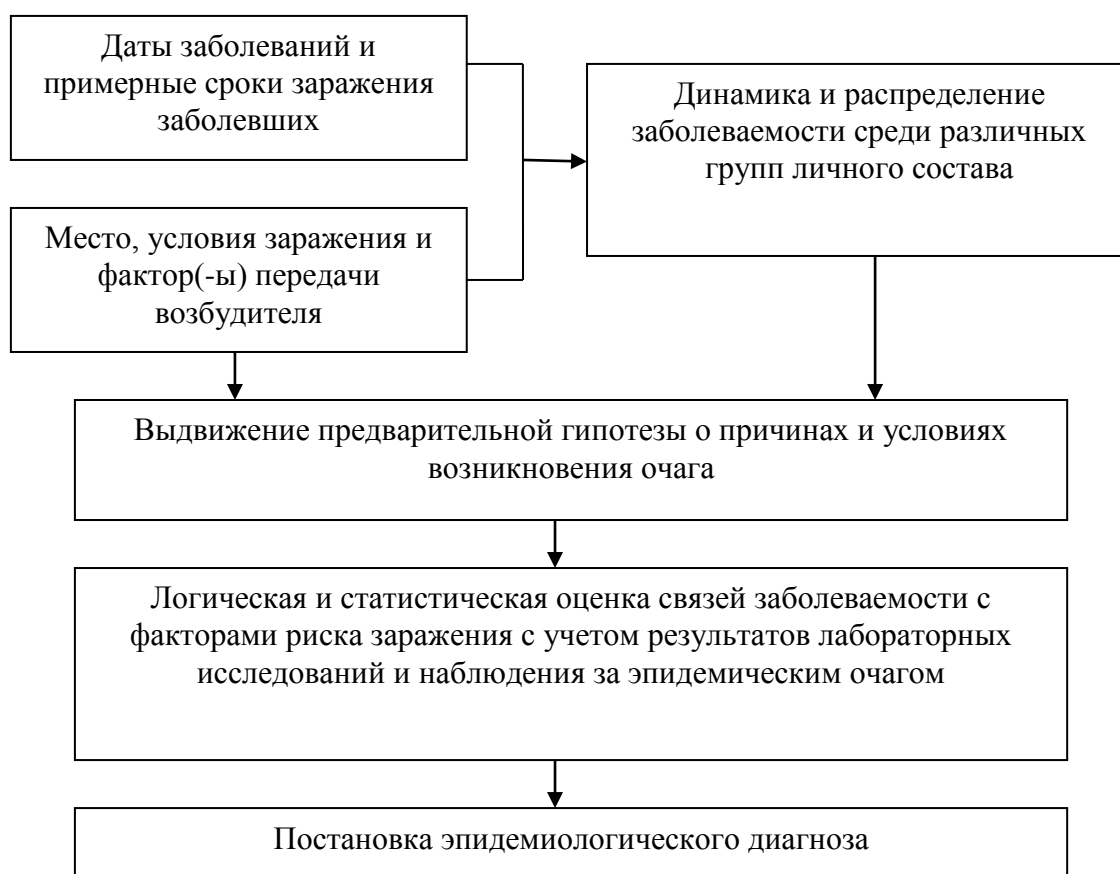 Даты заболеваний и
примерные сроки заражения
заболевших
Динамика и распределение
заболеваемости среди различных
групп личного состава
Место, условия заражения и
фактор(-ы) передачи
возбудителя
Выдвижение предварительной гипотезы о причинах и условиях
возникновения очага
Логическая и статистическая оценка связей заболеваемости с
факторами риска заражения с учетом результатов лабораторных
исследований и наблюдения за эпидемическим очагом
Постановка эпидемиологического диагноза